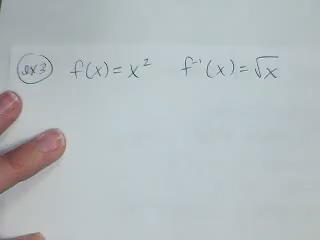 ex 3 f(x) = x² f⁻¹(x) = √x